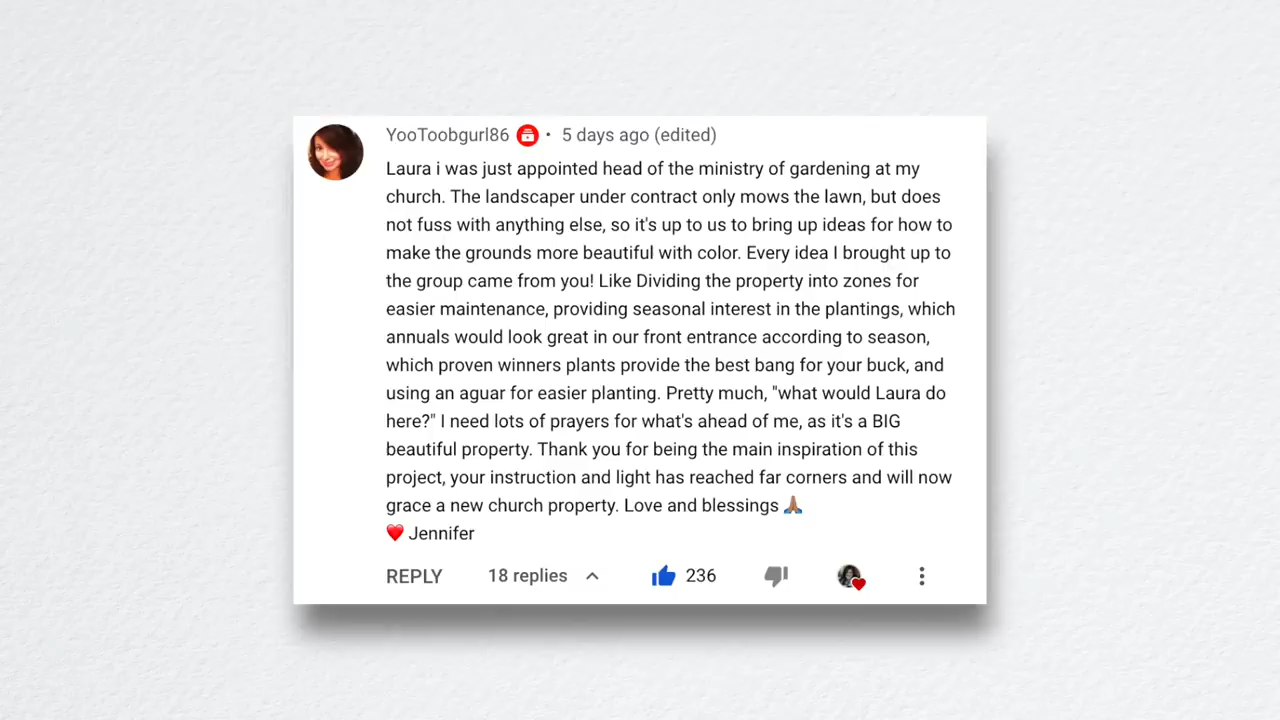 YooToobgurl86 • 5 days ago (edited)
Laura i was just appointed head of the ministry of gardening at my
church. The landscaper under contract only mows the lawn, but does
not fuss with anything else, so it's up to us to bring up ideas for how to
make the grounds more beautiful with color. Every idea I brought up to
the group came from you! Like Dividing the property into zones for
easier maintenance, providing seasonal interest in the plantings, which
annuals would look great in our front entrance according to season,
which proven winners plants provide the best bang for your buck, and
using an aguar for easier planting. Pretty much, "what would Laura do
here?" I need lots of prayers for what's ahead of me, as it's a BIG
beautiful property. Thank you for being the main inspiration of this
project, your instruction and light has reached far corners and will now
grace a new church property. Love and blessings 🙏🏽
❤️ Jennifer
REPLY 18 replies 236